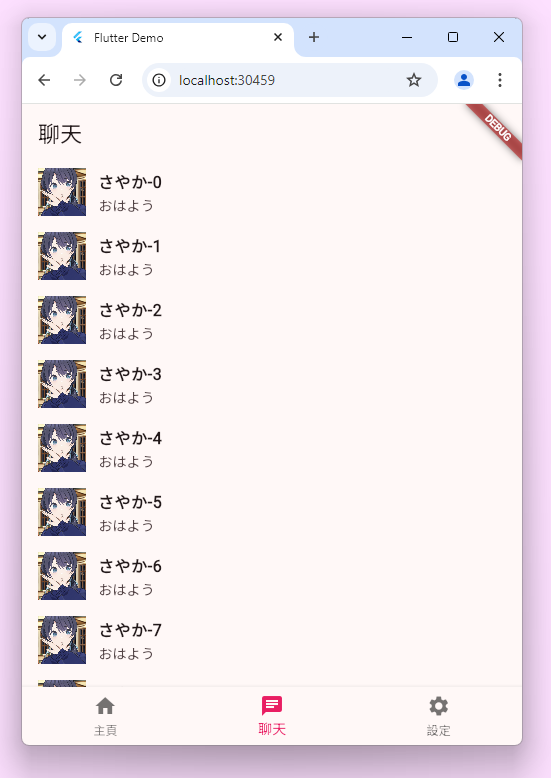 Flutter Demo
localhost:30459
DEBUG
聊天
さやか-0
おはよう
さやか-1
おはよう
さやか-2
おはよう
さやか-3
おはよう
さやか-4
おはよう
さやか-5
おはよう
さやか-6
おはよう
さやか-7
おはよう
主頁
聊天
設定